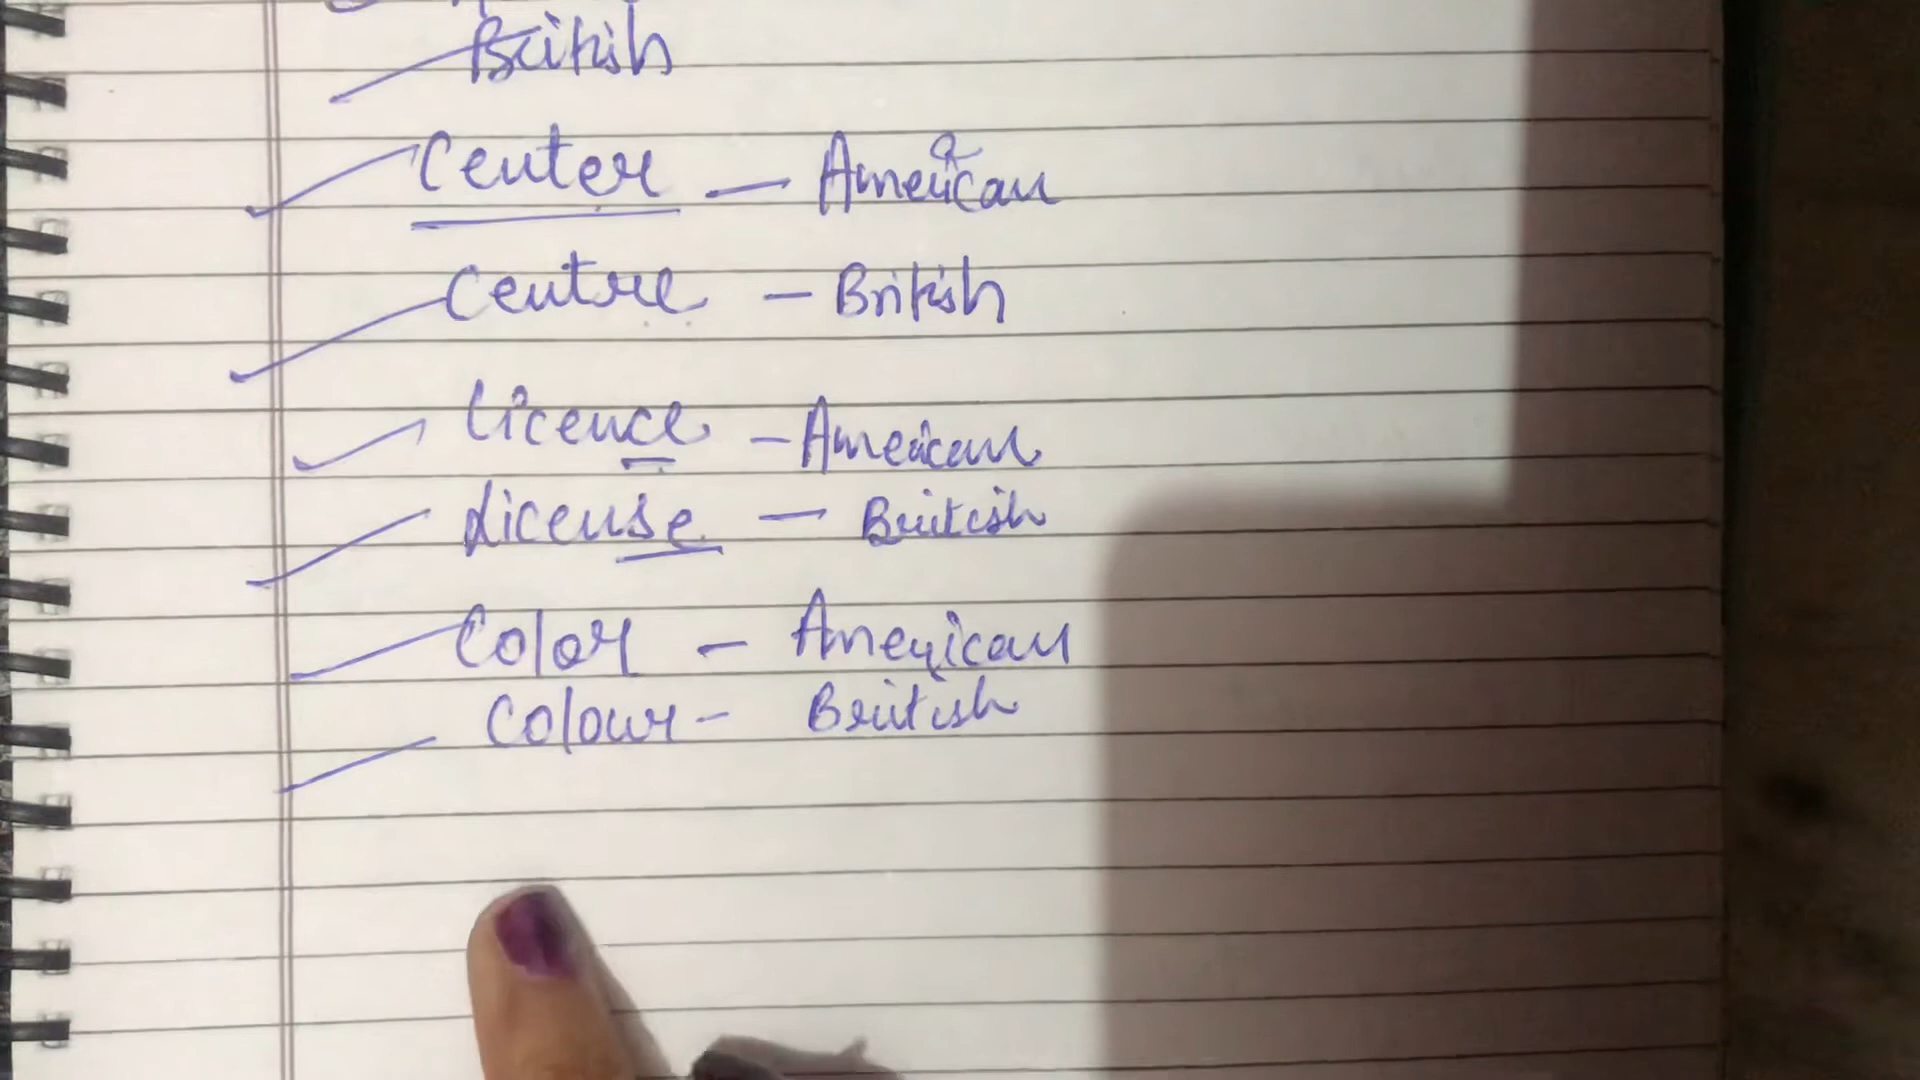 British
Center - American
Centre - British
Licence - American
License - British
Color - American
Colour - British